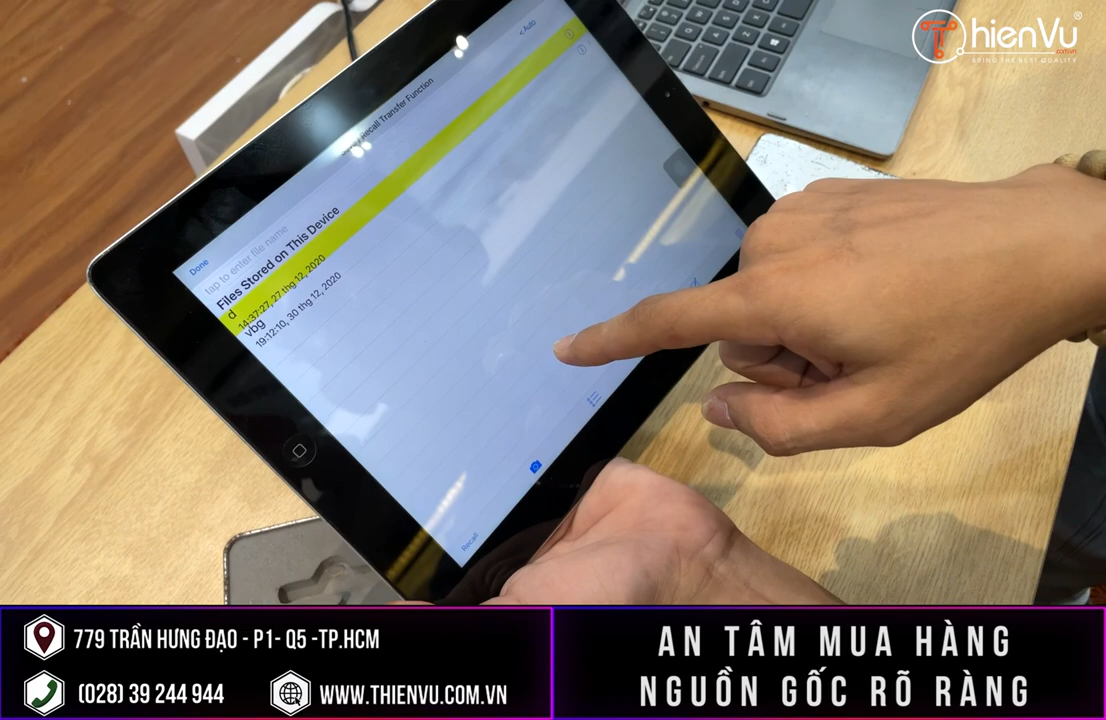 ThienVu®
.com.vn
BRING THE BEST QUALITY
< Auto
Recall Transfer Function
Done
tap to enter file name
Files Stored on This Device
d
14:37:27, 27 thg 12, 2020
vbg
19:12:10, 30 thg 12, 2020
Recall
779 TRẦN HƯNG ĐẠO - P1- Q5 -TP.HCM
(028) 39 244 944
WWW.THIENVU.COM.VN
AN TÂM MUA HÀNG
NGUỒN GỐC RÕ RÀNG